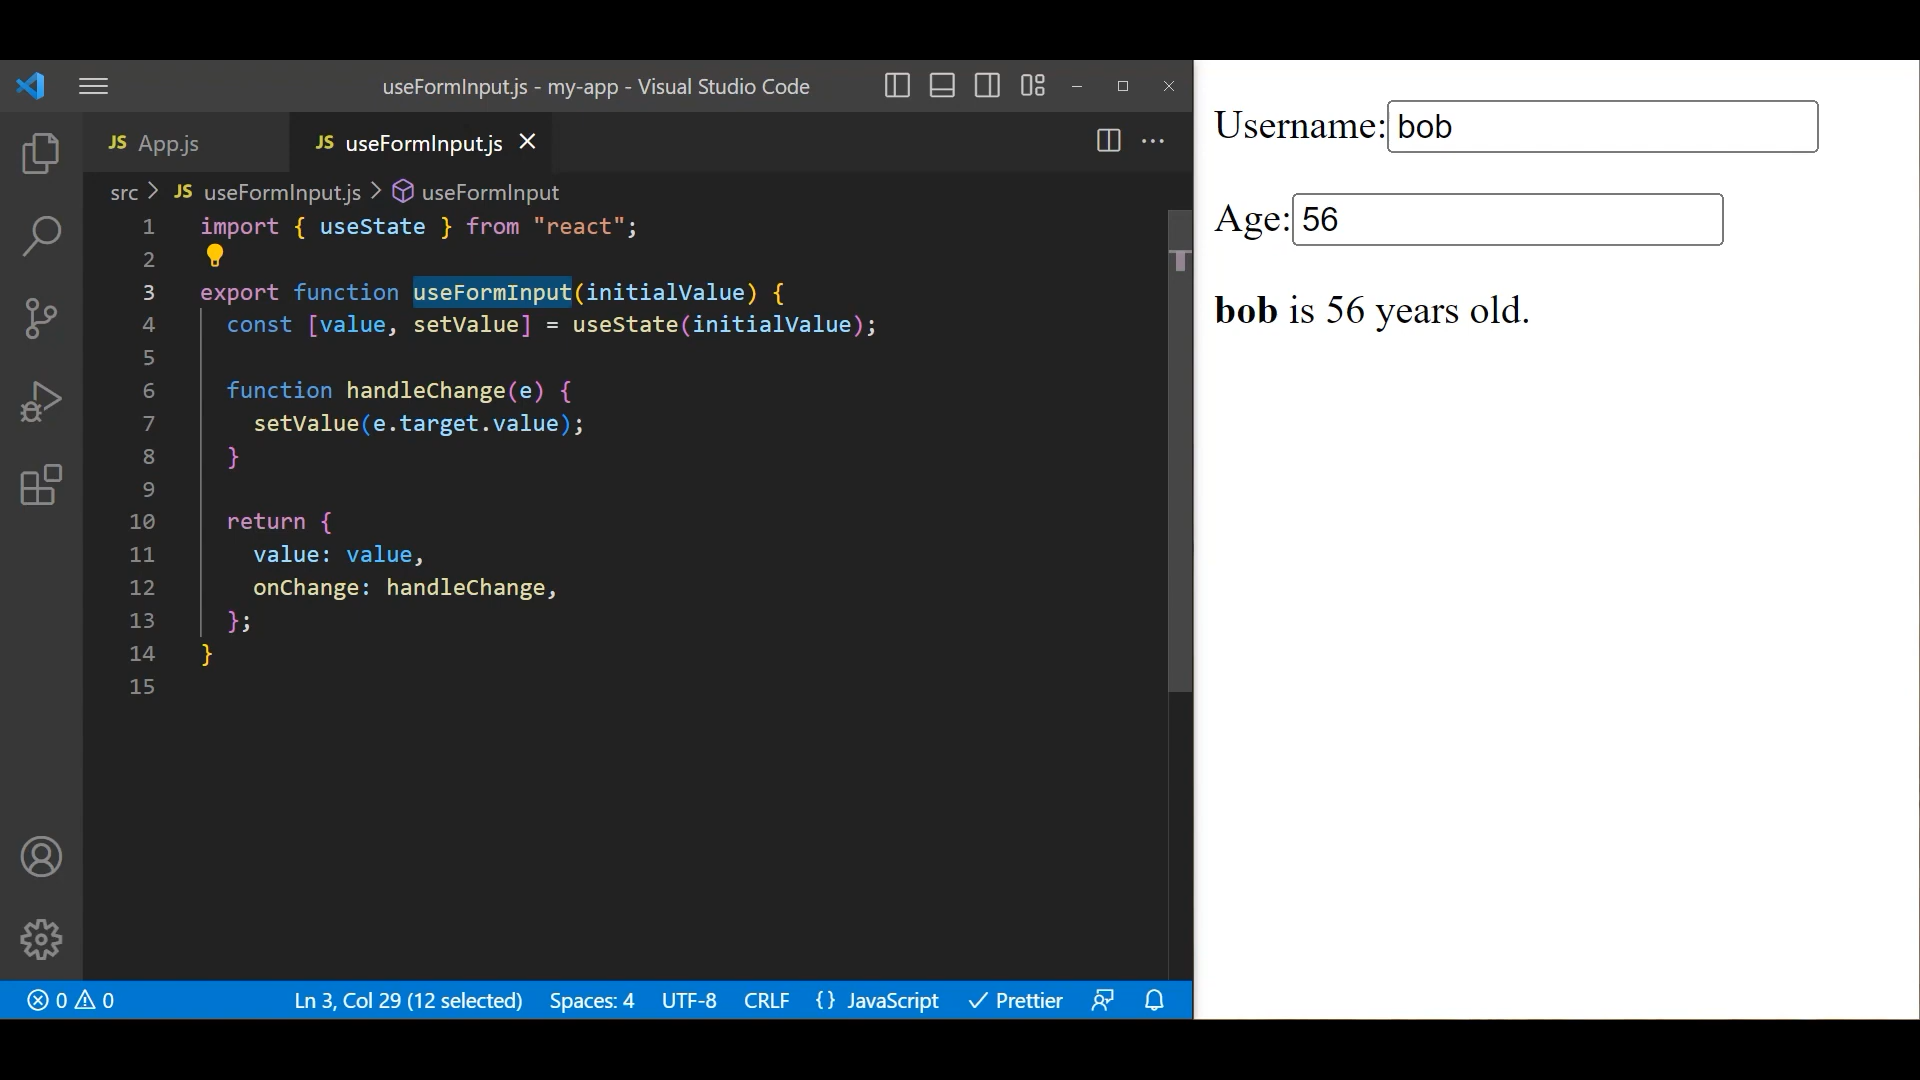 useFormInput.js - my-app - Visual Studio Code
JS App.js
JS useFormInput.js
src > JS useFormInput.js > useFormInput
1 import { useState } from "react";
2
3 export function useFormInput(initialValue) {
4 const [value, setValue] = useState(initialValue);
5
6 function handleChange(e) {
7 setValue(e.target.value);
8 }
9
10 return {
11 value: value,
12 onChange: handleChange,
13 };
14 }
15
0 0 Ln 3, Col 29 (12 selected) Spaces: 4 UTF-8 CRLF {} JavaScript Prettier
Username: bob
Age: 56
bob is 56 years old.